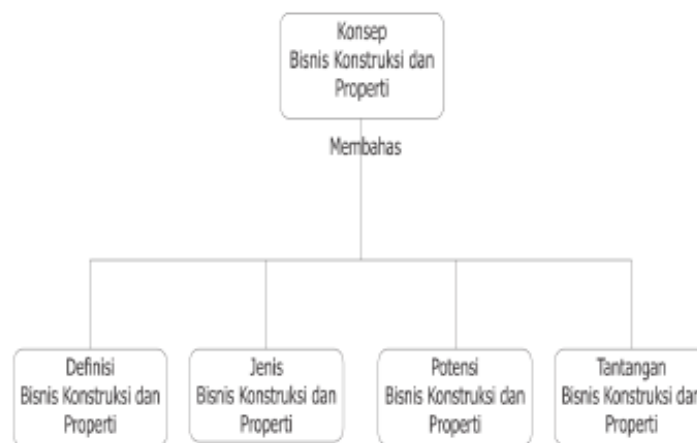 Konsep
Bisnis Konstruksi dan
Properti
Membahas
Definisi
Bisnis Konstruksi dan
Properti
Jenis
Bisnis Konstruksi dan
Properti
Potensi
Bisnis Konstruksi dan
Properti
Tantangan
Bisnis Konstruksi dan
Properti